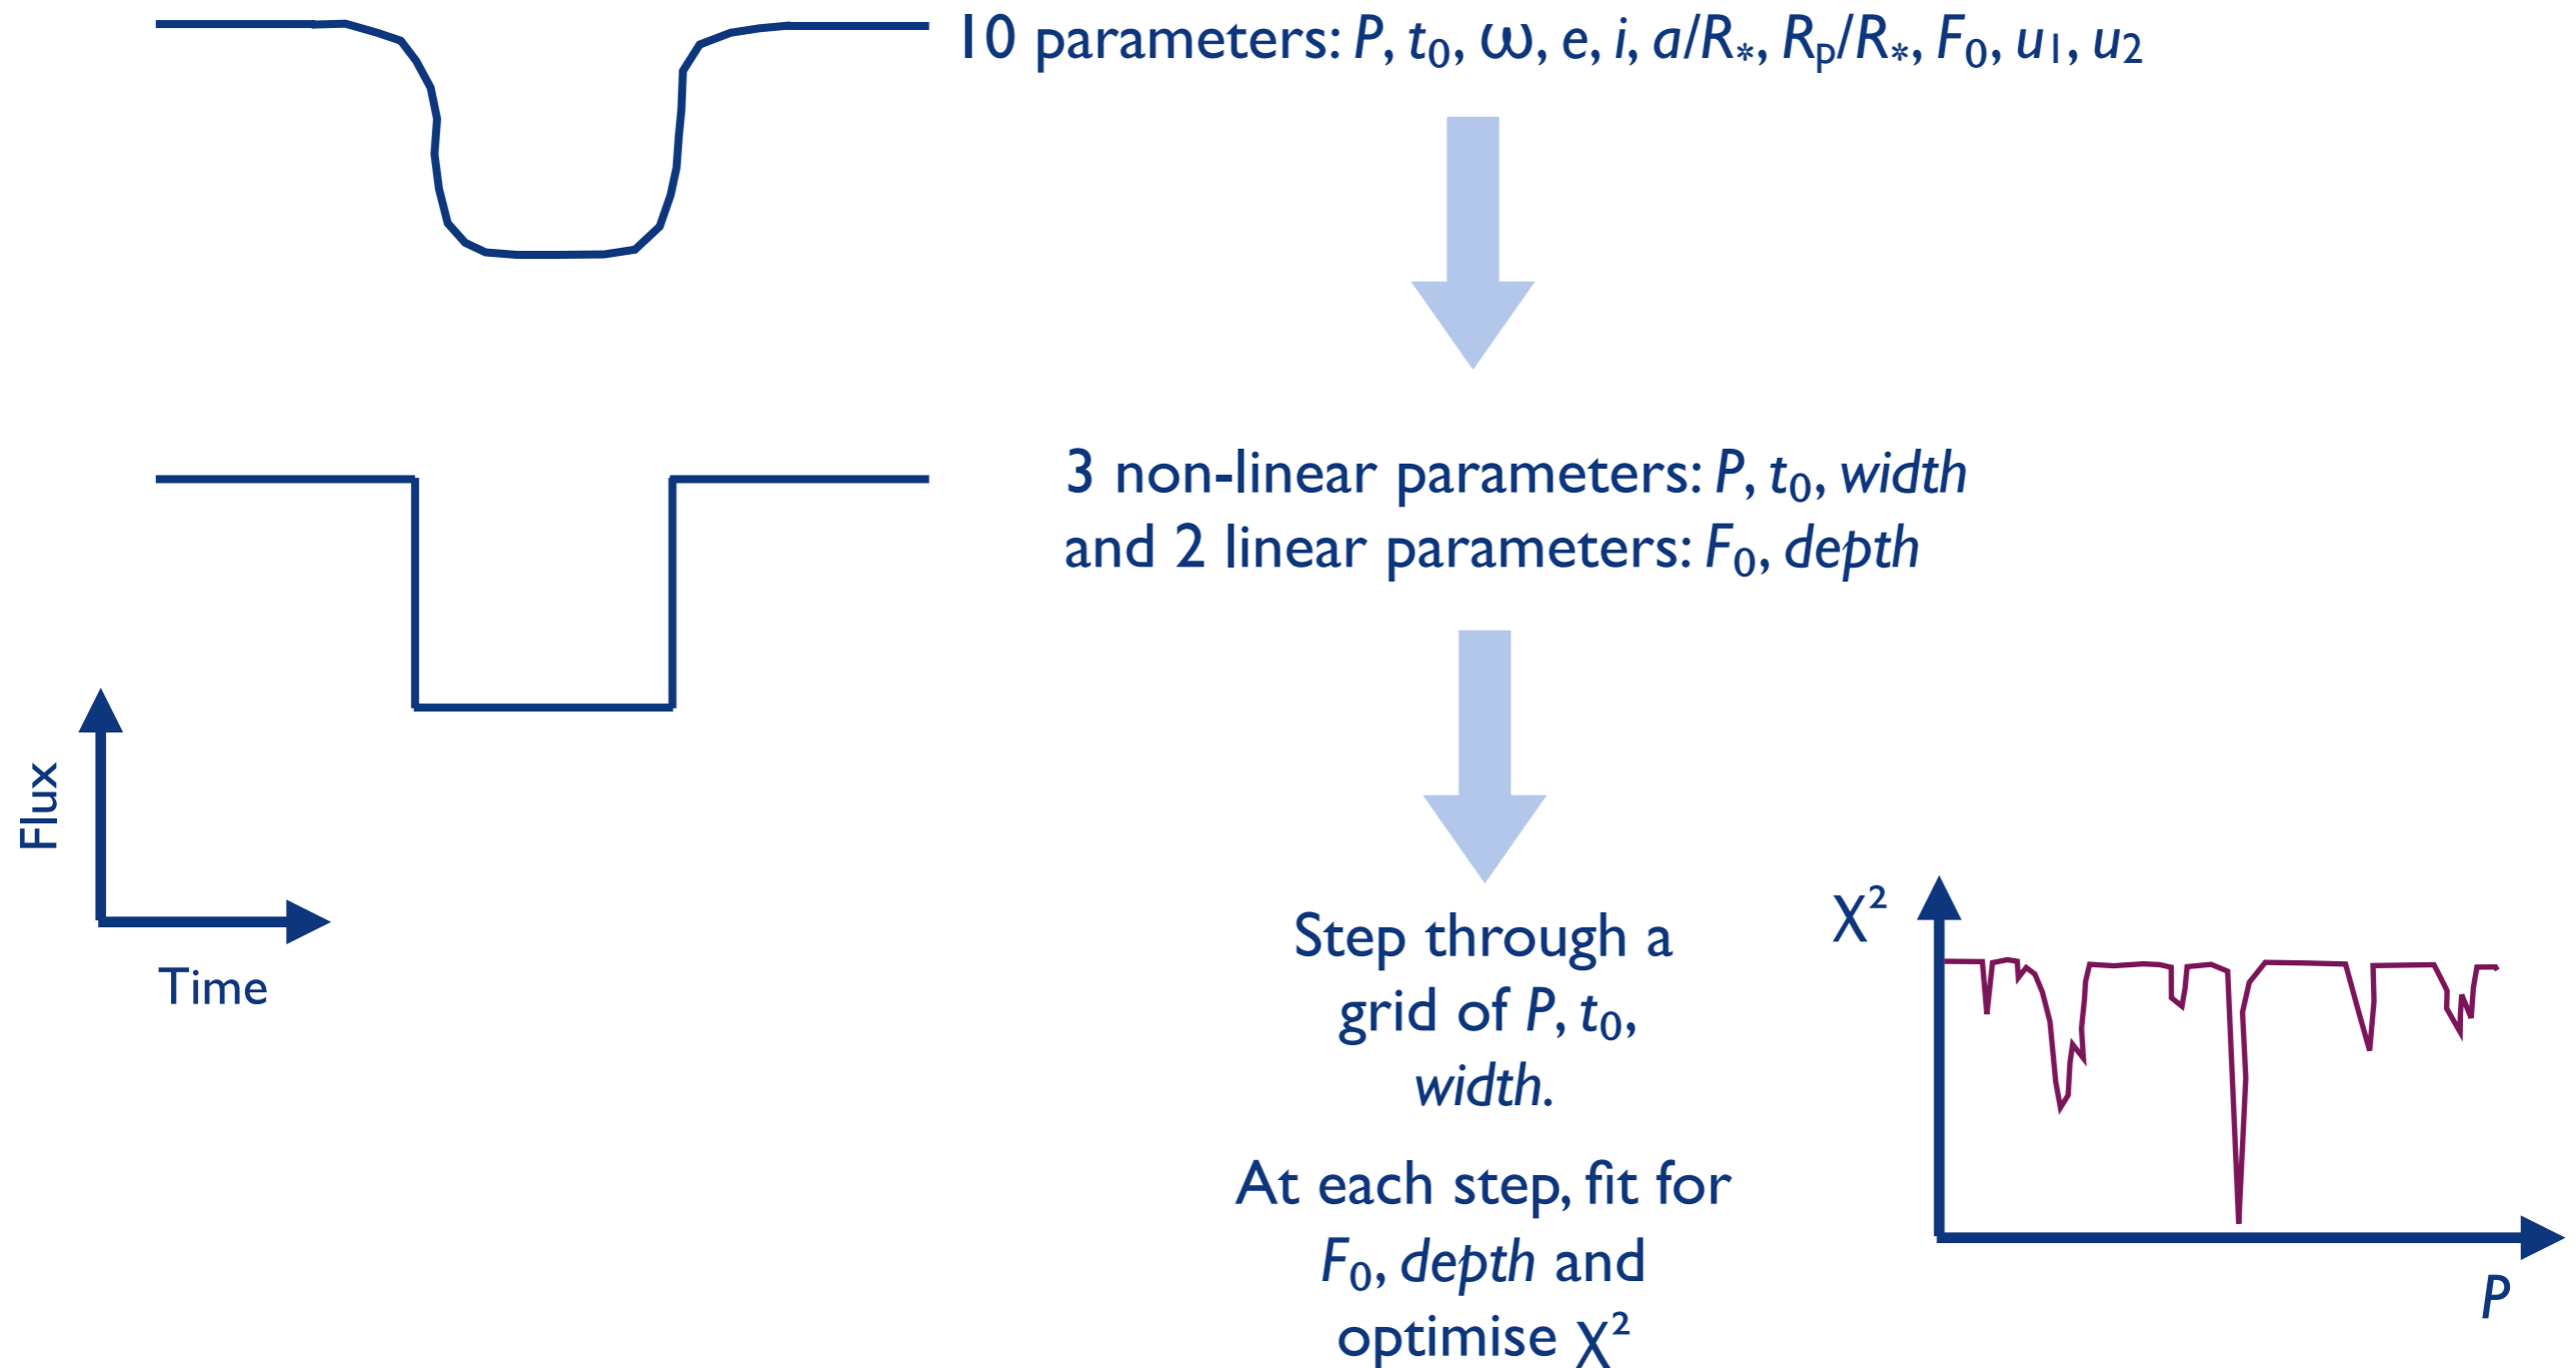 10 parameters: P, t₀, ω, e, i, a/R*, Rₚ/R*, F₀, u₁, u₂
3 non-linear parameters: P, t₀, width
and 2 linear parameters: F₀, depth
Flux
Time
Step through a
grid of P, t₀,
width.
At each step, fit for
F₀, depth and
optimise χ²
χ²
P